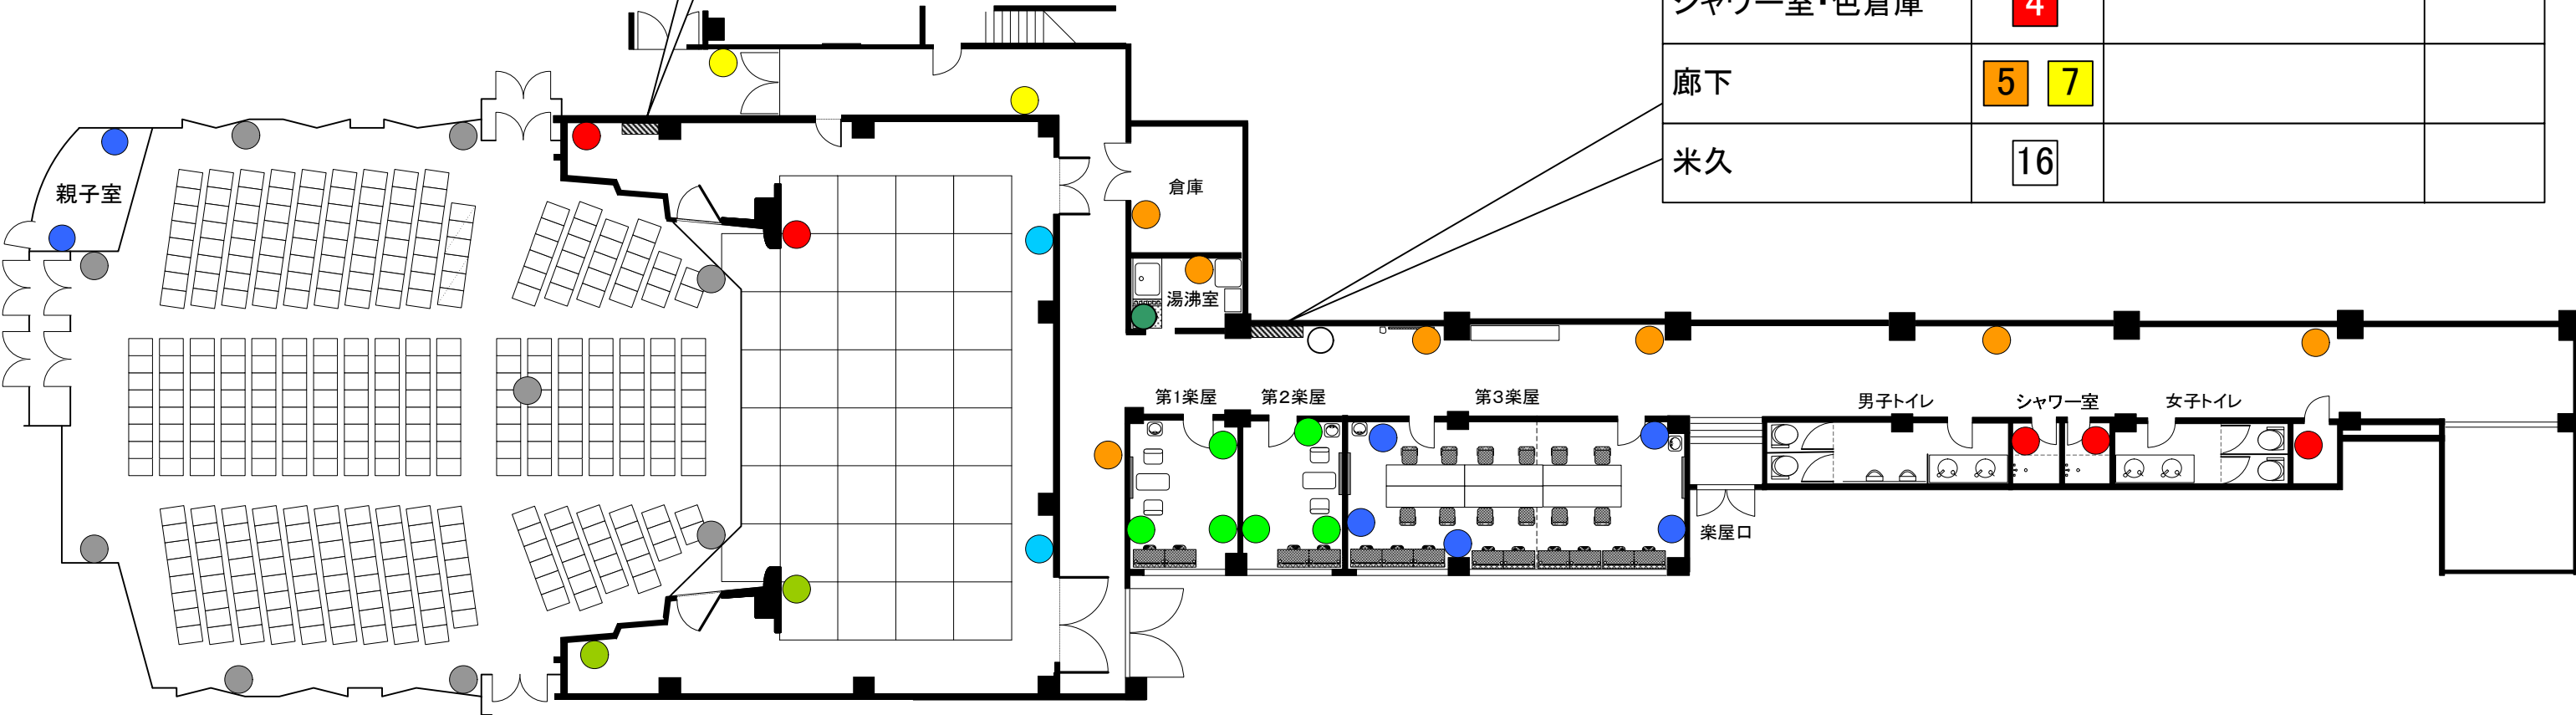 シャワー室・色倉庫 4
廊下 5 7
米久 16
親子室
倉庫
湯沸室
第1楽屋 第2楽屋 第3楽屋
男子トイレ シャワー室 女子トイレ
楽屋口